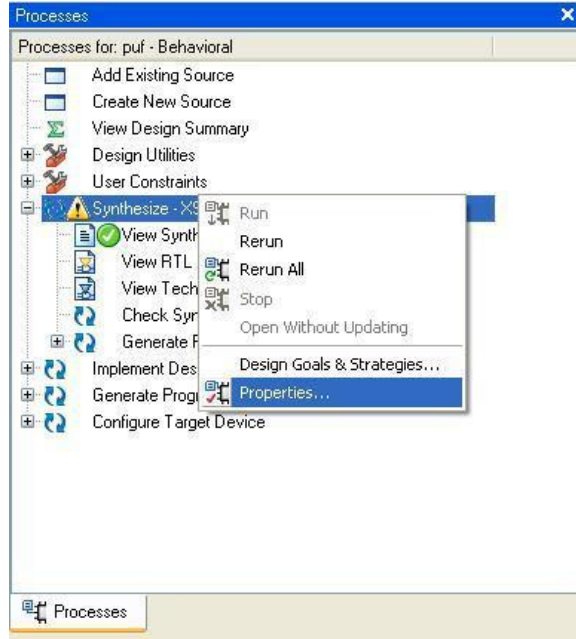 Processes
Processes for: puf - Behavioral
Add Existing Source
Create New Source
View Design Summary
Design Utilities
User Constraints
Synthesize - XS
View Synth
View RTL
View Tech
Check Syn
Generate P
Implement Des
Generate Prog
Configure Target Device
Run
Rerun
Rerun All
Stop
Open Without Updating
Design Goals & Strategies...
Properties...
Processes